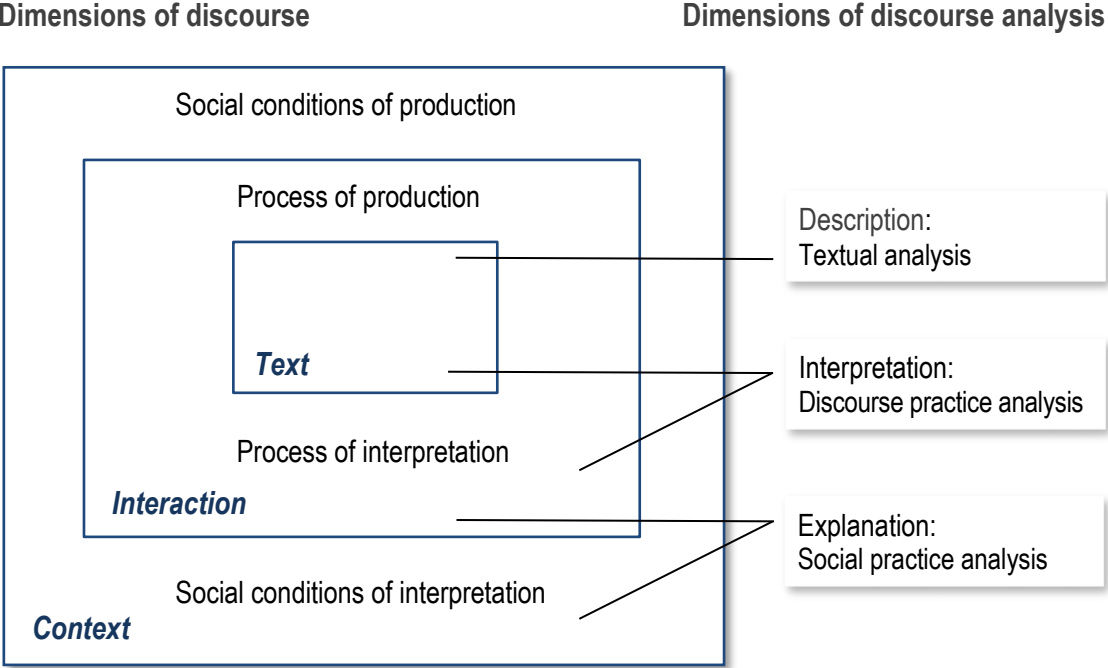 Dimensions of discourse
Dimensions of discourse analysis
Social conditions of production
Process of production
Description:
Textual analysis
Text
Interpretation:
Discourse practice analysis
Process of interpretation
Interaction
Explanation:
Social practice analysis
Social conditions of interpretation
Context